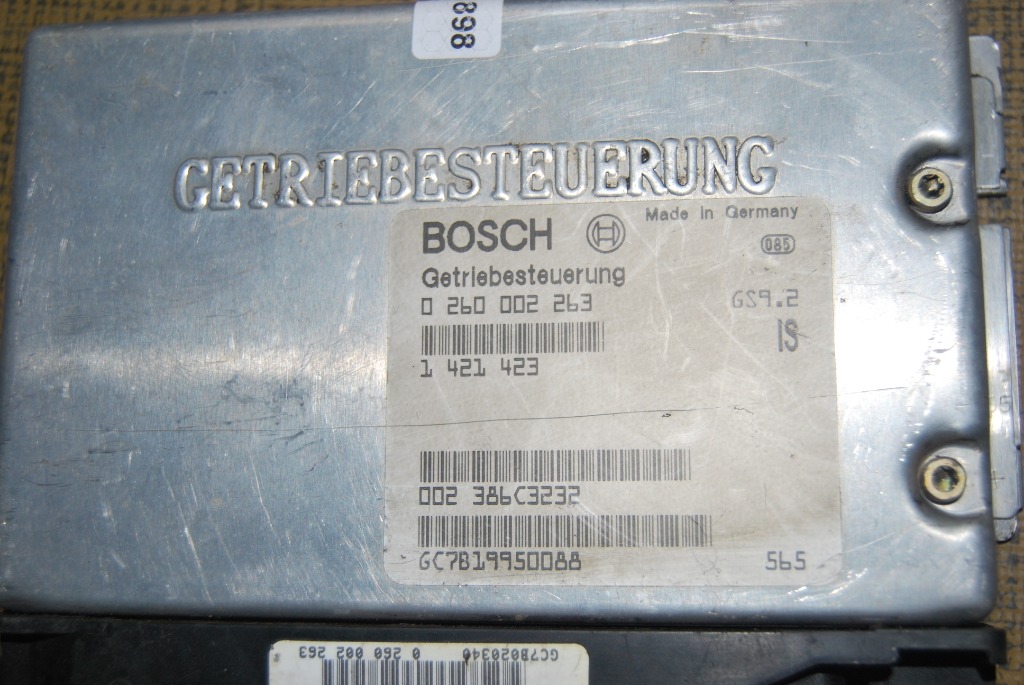 898
GETRIEBESTEUERUNG
BOSCH
Made in Germany
085
Getriebesteuerung
0 260 002 263
GS9.2
IS
1 421 423
002 386C3232
GC7B19950088
565
GC7B020340 0 260 002 263